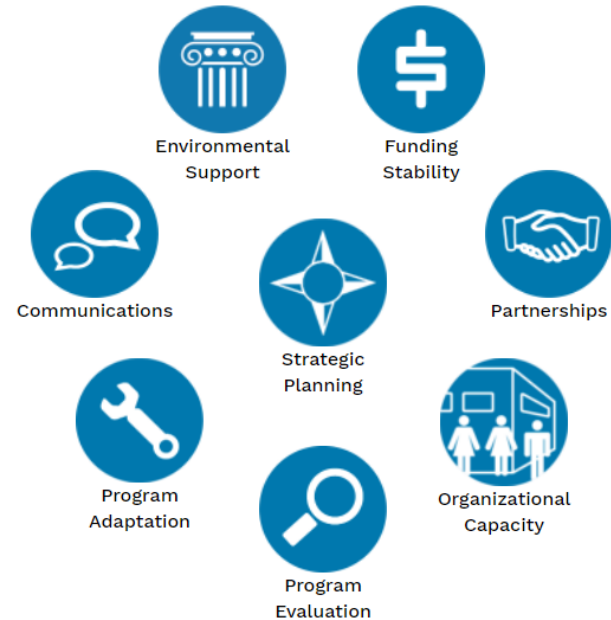 Environmental
Support
Funding
Stability
Communications
Partnerships
Strategic
Planning
Program
Adaptation
Organizational
Capacity
Program
Evaluation